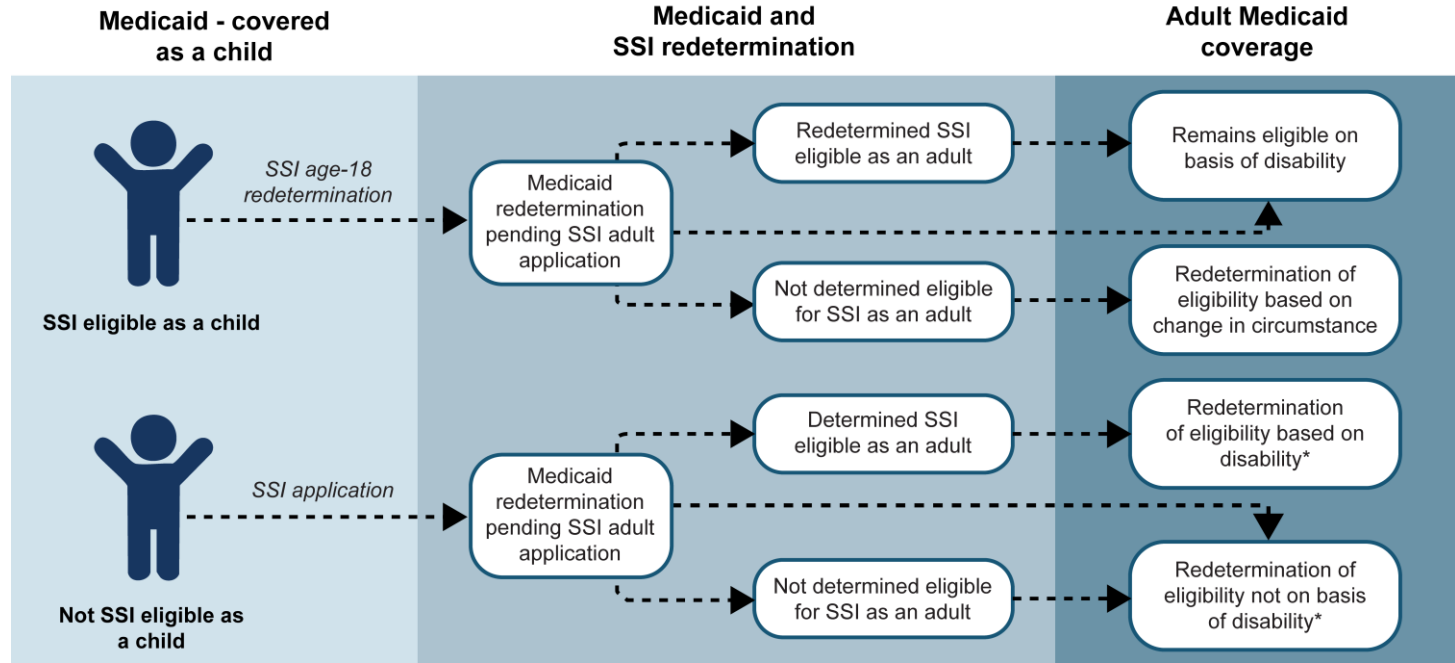 Medicaid - covered
as a child
Medicaid and
SSI redetermination
Adult Medicaid
coverage
SSI age-18
redetermination
SSI eligible as a child
Medicaid
redetermination
pending SSI adult
application
Redetermined SSI
eligible as an adult
Not determined eligible
for SSI as an adult
Remains eligible on
basis of disability
Redetermination of
eligibility based on
change in circumstance
SSI application
Not SSI eligible as
a child
Medicaid
redetermination
pending SSI adult
application
Determined SSI
eligible as an adult
Not determined eligible
for SSI as an adult
Redetermination
of eligibility based on
disability*
Redetermination of
eligibility not on basis
of disability*